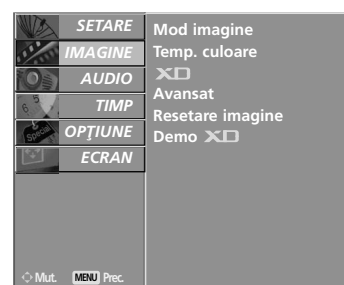 SETARE
IMAGINE
AUDIO
TIMP
OPŢIUNE
ECRAN
Mod imagine
Temp. culoare
XD
Avansat
Resetare imagine
Demo XD
Special
Mut. MENU Prec.